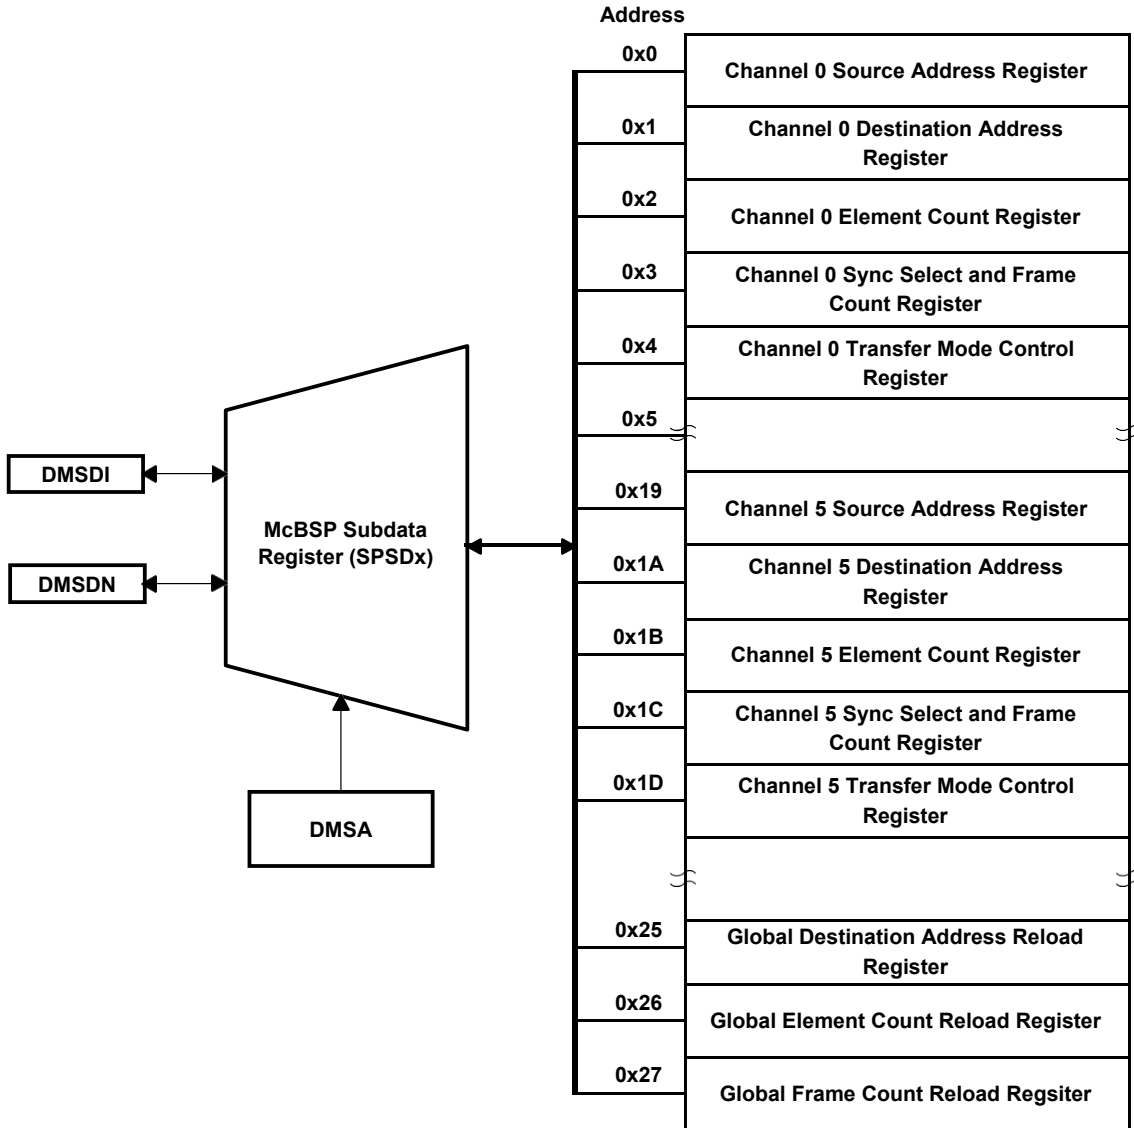 Address
0x0
Channel 0 Source Address Register
0x1
Channel 0 Destination Address
Register
0x2
Channel 0 Element Count Register
0x3
Channel 0 Sync Select and Frame
Count Register
0x4
Channel 0 Transfer Mode Control
Register
0x5
DMSDI
0x19
Channel 5 Source Address Register
McBSP Subdata
Register (SPSDx)
0x1A
Channel 5 Destination Address
Register
DMSDN
0x1B
Channel 5 Element Count Register
0x1C
Channel 5 Sync Select and Frame
Count Register
0x1D
Channel 5 Transfer Mode Control
Register
DMSA
0x25
Global Destination Address Reload
Register
0x26
Global Element Count Reload Register
0x27
Global Frame Count Reload Regsiter